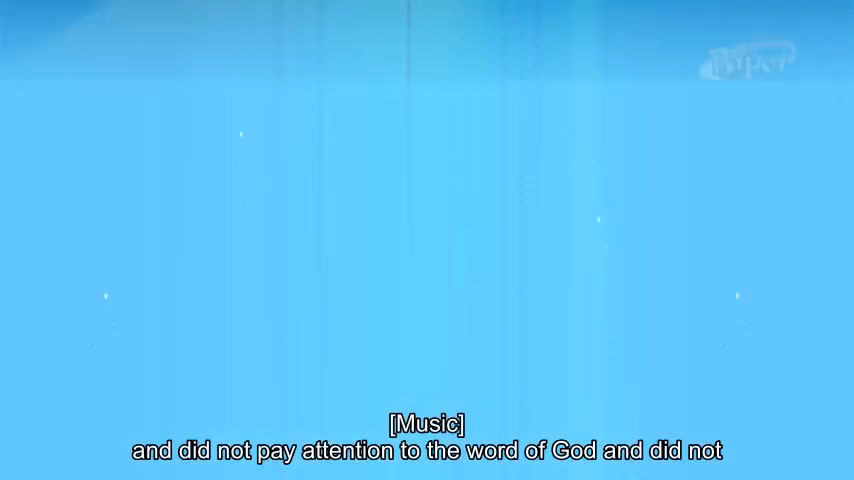 [Music]
and did not pay attention to the word of God and did not